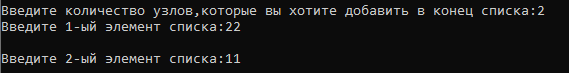 Введите количество узлов,которые вы хотите добавить в конец списка:2
Введите 1-ый элемент списка:22
Введите 2-ый элемент списка:11